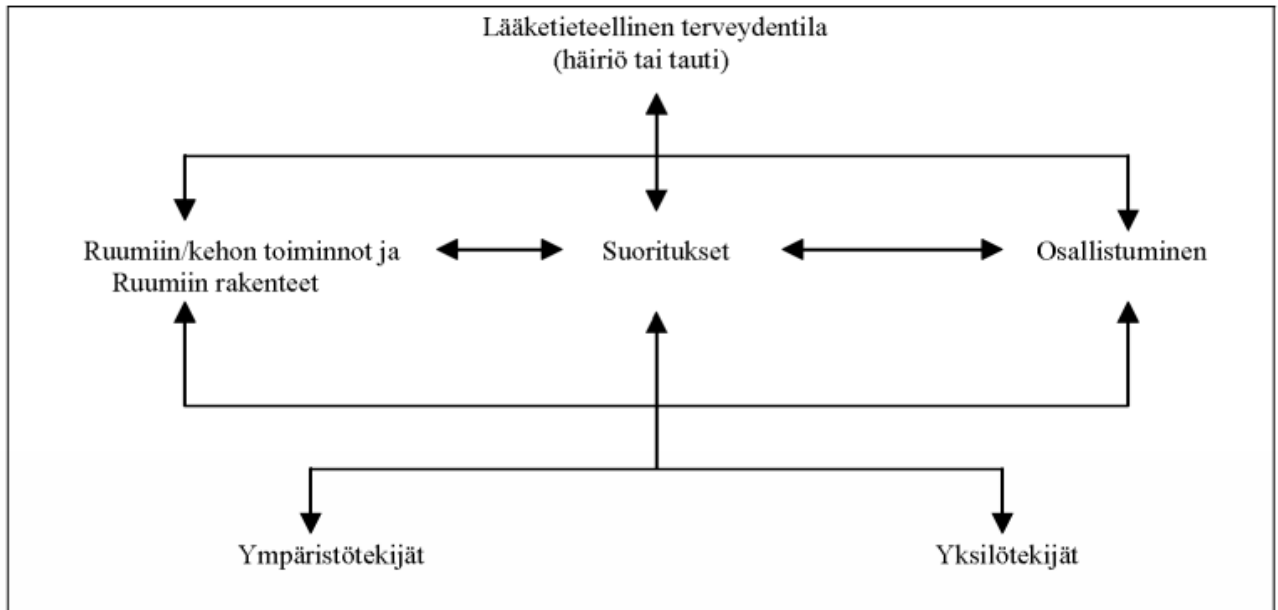 Lääketieteellinen terveydentila
(häiriö tai tauti)
Ruumiin/kehon toiminnot ja
Ruumiin rakenteet
Suoritukset
Osallistuminen
Ympäristötekijät
Yksilötekijät